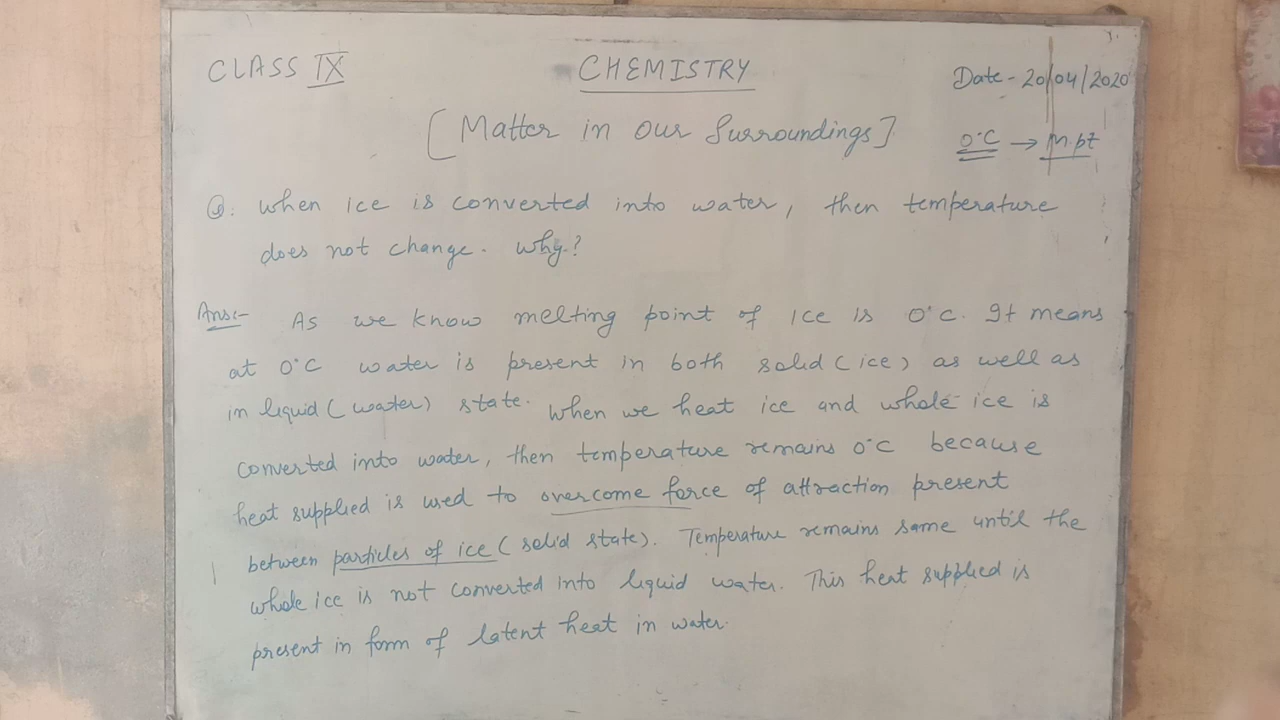 CLASS IX CHEMISTRY Date - 20/04/2020
[Matter in Our Surroundings]
0°C → M.pt
Q. When ice is converted into water, then temperature
does not change. Why?
Ans:- As we know melting point of ice is 0°C. It means
at 0°C water is present in both solid (ice) as well as
in liquid (water) state. When we heat ice and whole ice is
converted into water, then temperature remains 0°C because
heat supplied is used to overcome force of attraction present
between particles of ice (solid state). Temperature remains same until the
whole ice is not converted into liquid water. This heat supplied is
present in form of latent heat in water.